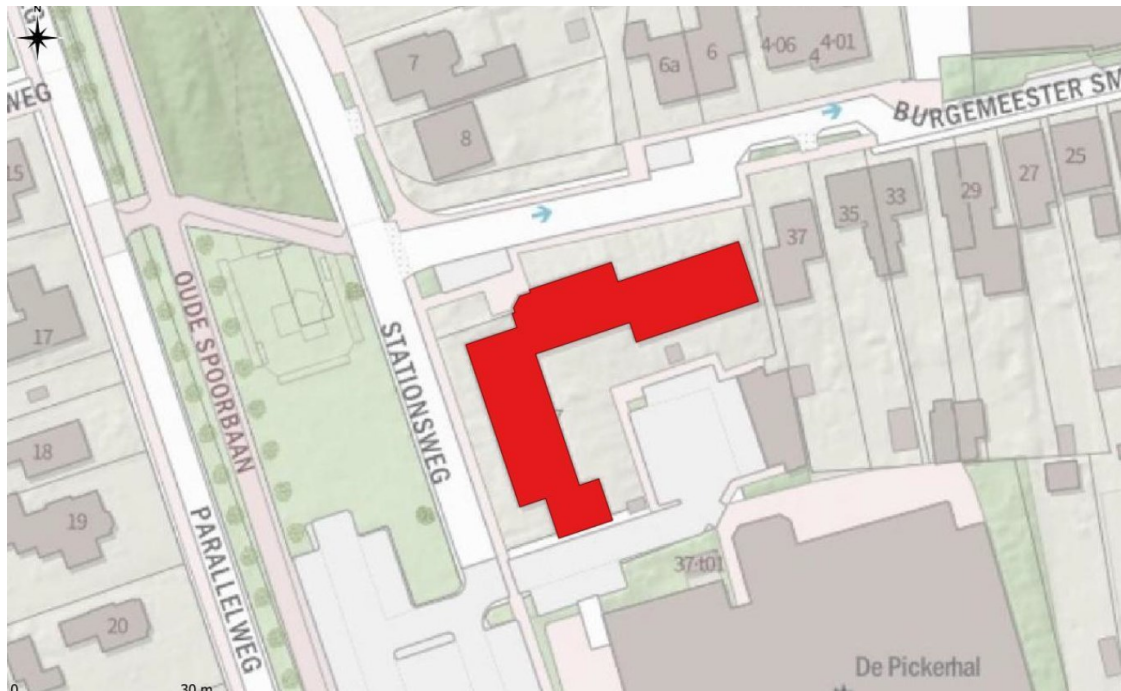 N
WEG
7
6a
6
4-06
4
4-01
8
BURGEMEESTER SM
15
37
35
33
29
27
25
OUDE SPOORBAAN
17
STATIONSWEG
18
19
PARALLELWEG
37-t01
20
De Pickerhal
0
30 m